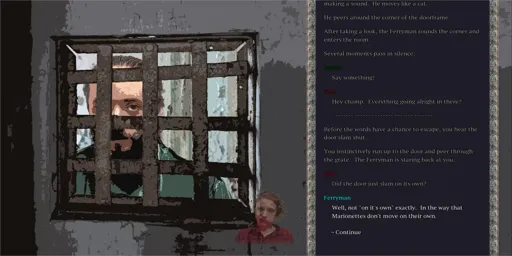 making a sound. He moves like a cat.
He peers around the corner of the doorframe.
After taking a look, the Ferryman rounds the corner and
enters the room.
Several moments pass in silence.
Say something!
Hey champ. Everything going alright in there?
Before the words have a chance to escape, you hear the
door slam shut.
You instinctively run up to the door and peer through
the grate. The Ferryman is staring back at you.
Did the door just slam on its own?
Ferryman
Well, not "on it's own" exactly. In the way that
Marionettes don't move on their own.
~ Continue